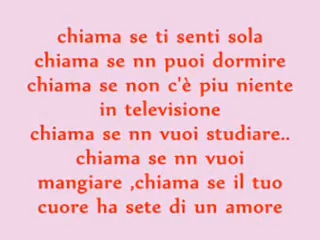 chiama se ti senti sola
chiama se nn puoi dormire
chiama se non c'è piu niente
in televisione
chiama se nn vuoi studiare..
chiama se nn vuoi
mangiare ,chiama se il tuo
cuore ha sete di un amore